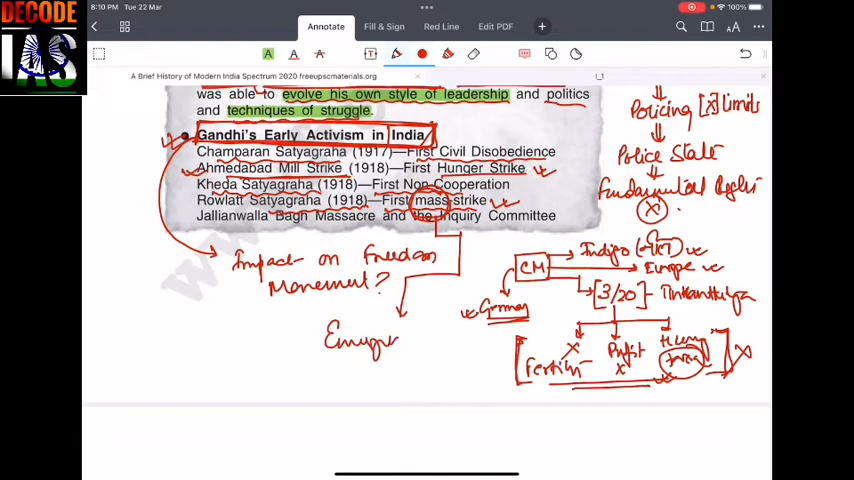 DECODE
IAS
8:10 PM Tue 22 Mar
100%
Annotate
Fill & Sign
Red Line
Edit PDF
A Brief History of Modern India Spectrum 2020 freeupscmaterials.org
was able to evolve his own style of leadership and politics
and techniques of struggle.
Gandhi's Early Activism in India
Champaran Satyagraha (1917)—First Civil Disobedience
Ahmedabad Mill Strike (1918)—First Hunger Strike
Kheda Satyagraha (1918)—First Non-Cooperation
Rowlatt Satyagraha (1918)—First mass-strike
Jallianwalla Bagh Massacre and the Inquiry Committee
Impact on Freedom
Movement?
Policing [x] limits
Police State
Fundamental Rights
X
CM
Indigo
Europe
[3/20]- Tinkathiya
Germany
X
Fertility
Profit
X
X